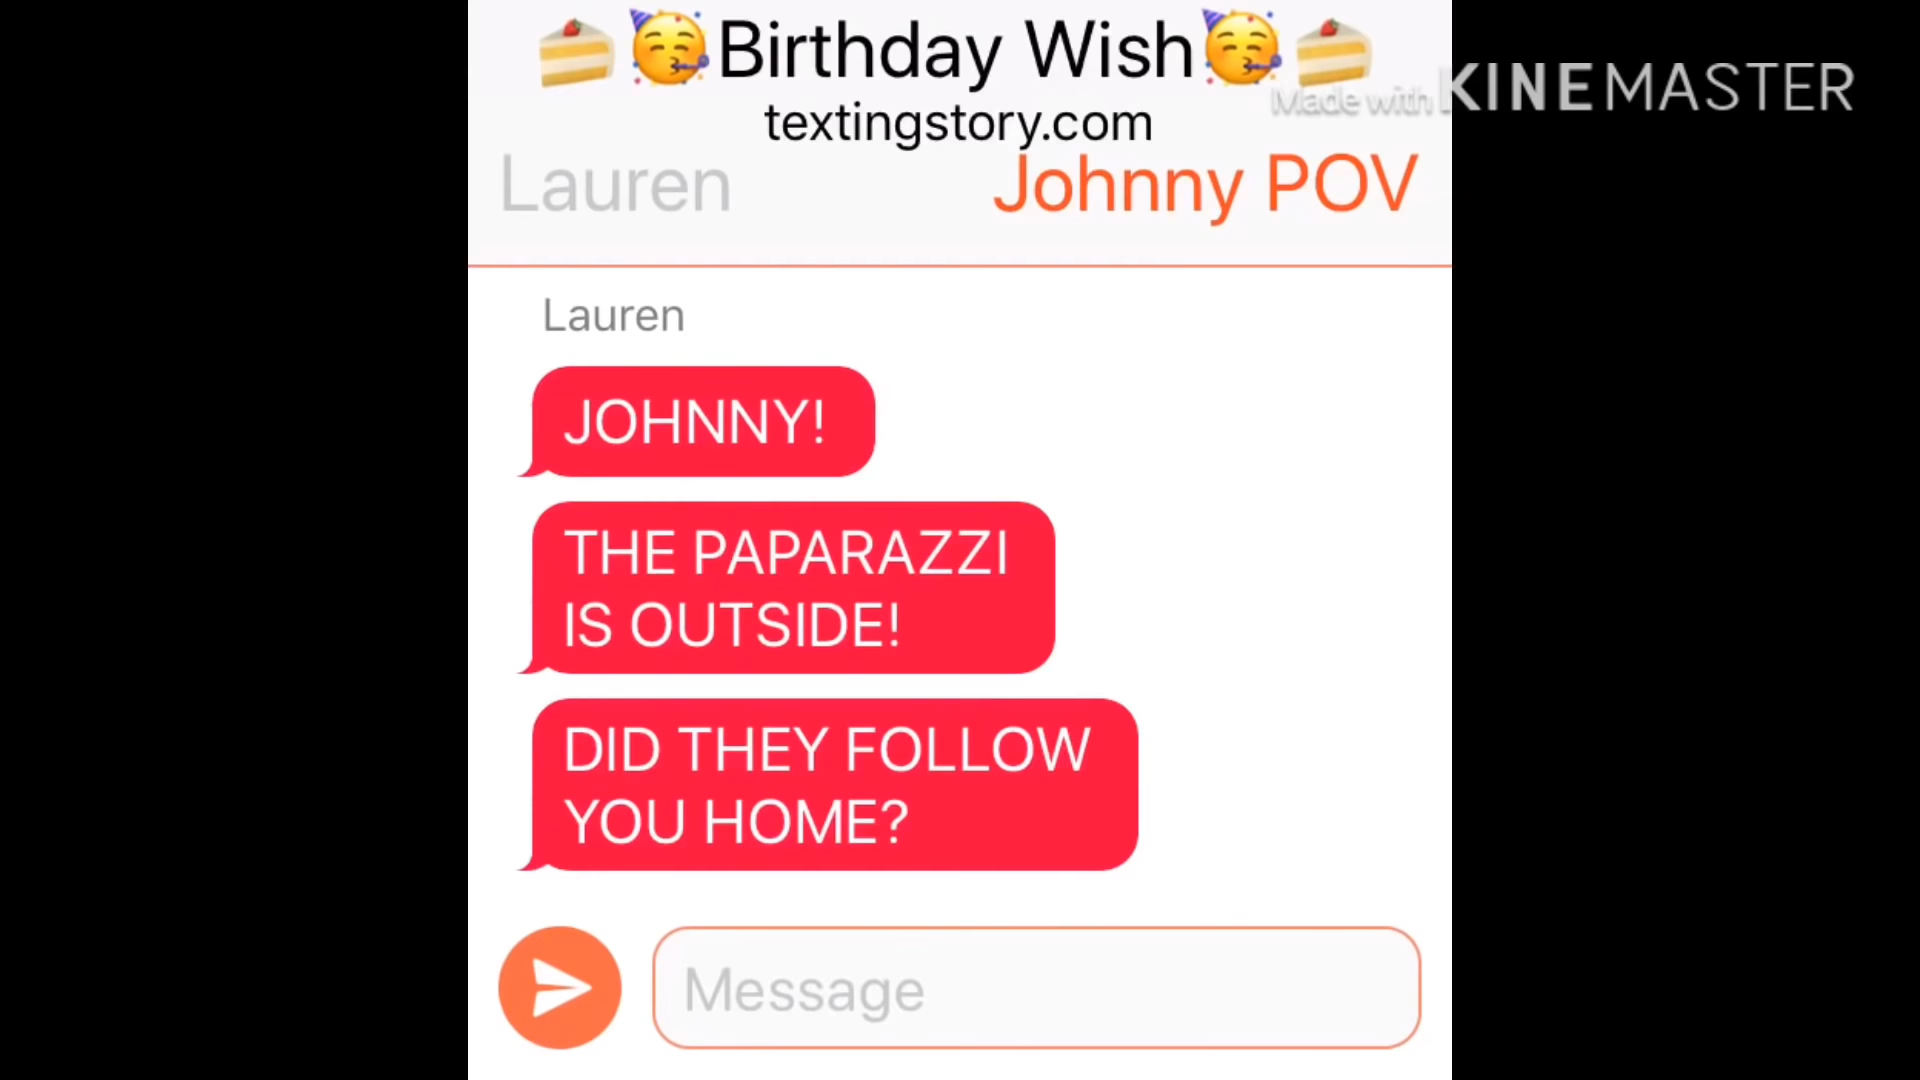 🍰🥳Birthday Wish🥳🍰
Made with KINEMASTER
textingstory.com
Lauren
Johnny POV
Lauren
JOHNNY!
THE PAPARAZZI
IS OUTSIDE!
DID THEY FOLLOW
YOU HOME?
Message